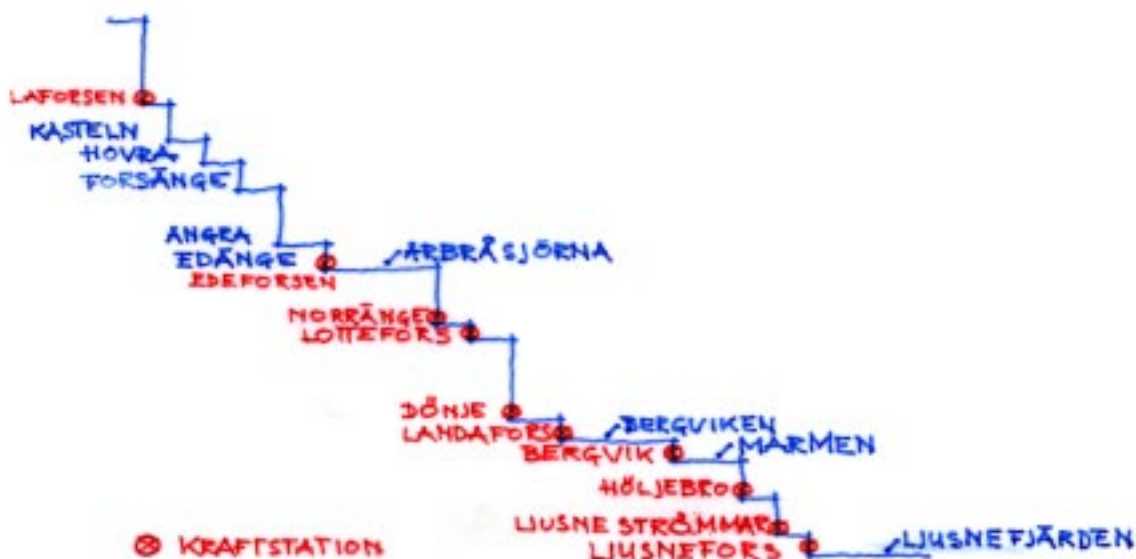 LAFORSEN
KASTELN
HOVRA
FORSÄNGE
ÄNGRA
EDÄNGE
EDEFORSEN
ARBRÅSJÖRNA
NORRÄNGE
LOTTEFORS
DÖNJE
LANDAFORS
BERGVIKEN
BERGVIK
MARMEN
HÖLJEBRO
LJUSNE STRÖMMAR
LJUSNEFORS
LJUSNEFJÄRDEN
KRAFTSTATION